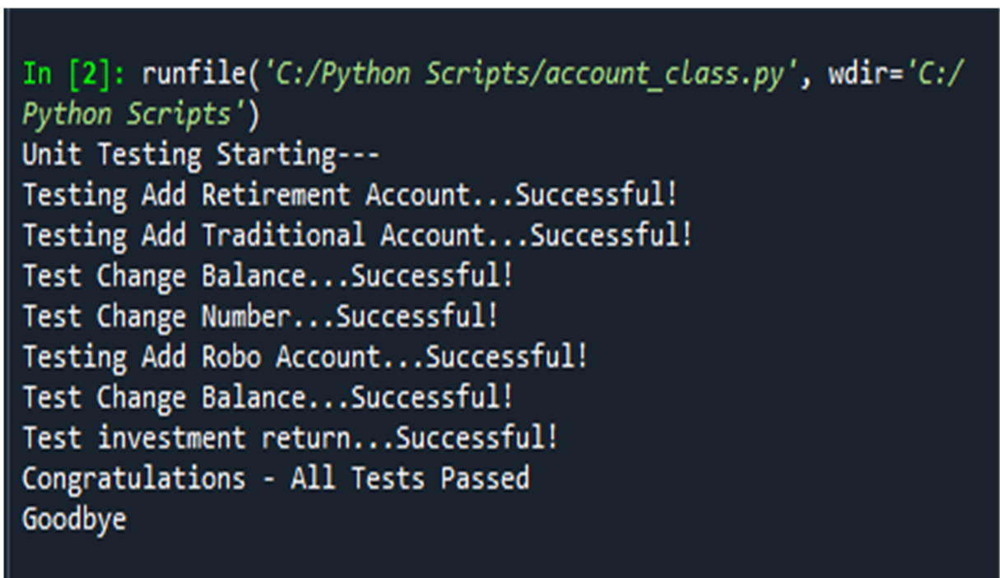 In [2]: runfile('C:/Python Scripts/account_class.py', wdir='C:/
Python Scripts')
Unit Testing Starting---
Testing Add Retirement Account...Successful!
Testing Add Traditional Account...Successful!
Test Change Balance...Successful!
Test Change Number...Successful!
Testing Add Robo Account...Successful!
Test Change Balance...Successful!
Test investment return...Successful!
Congratulations - All Tests Passed
Goodbye